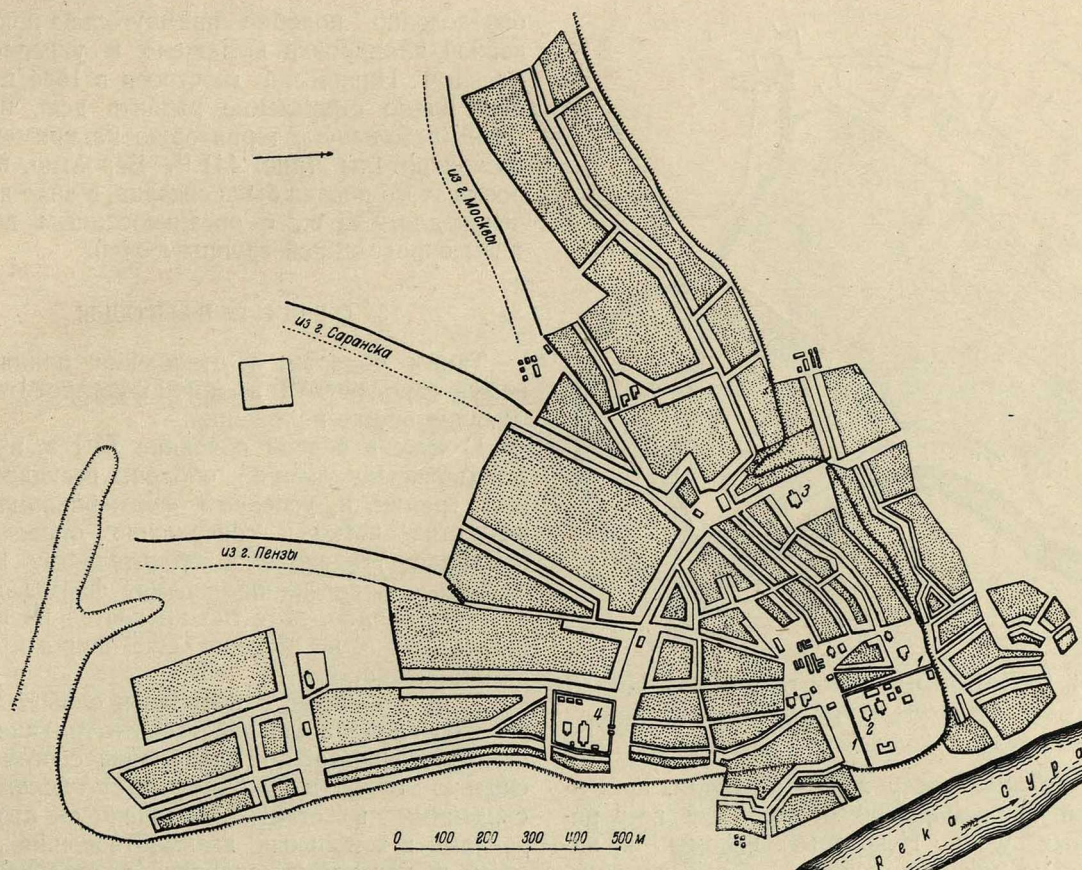 из г. Москвы
из г. Саранска
3
из г. Пензы
1
2
4
1
река Сура
0 100 200 300 400 500 м